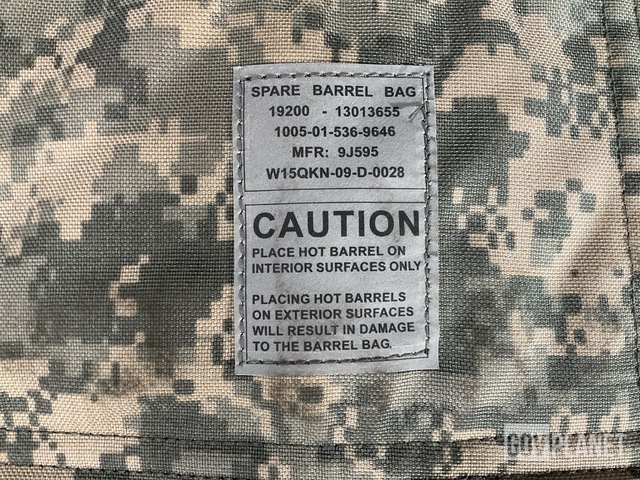 SPARE BARREL BAG
19200 - 13013655
1005-01-536-9646
MFR: 9J595
W15QKN-09-D-0028
CAUTION
PLACE HOT BARREL ON
INTERIOR SURFACES ONLY
PLACING HOT BARRELS
ON EXTERIOR SURFACES
WILL RESULT IN DAMAGE
TO THE BARREL BAG.
GOVPLANET